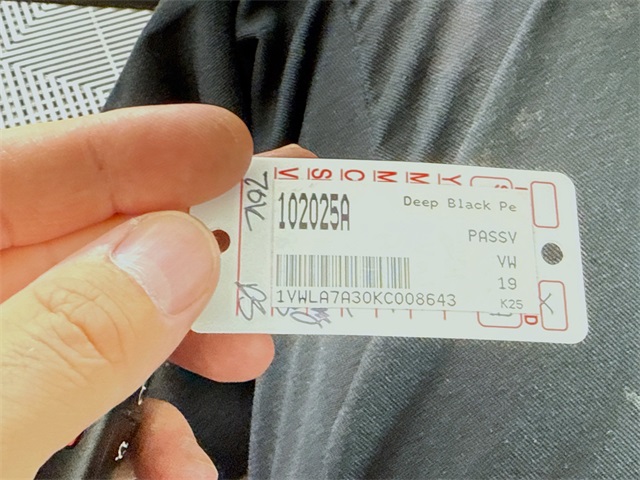 102025A
Deep Black Pe
PASSV
VW
19
1VWLA7A30KC008643
K25
V S C M M Y